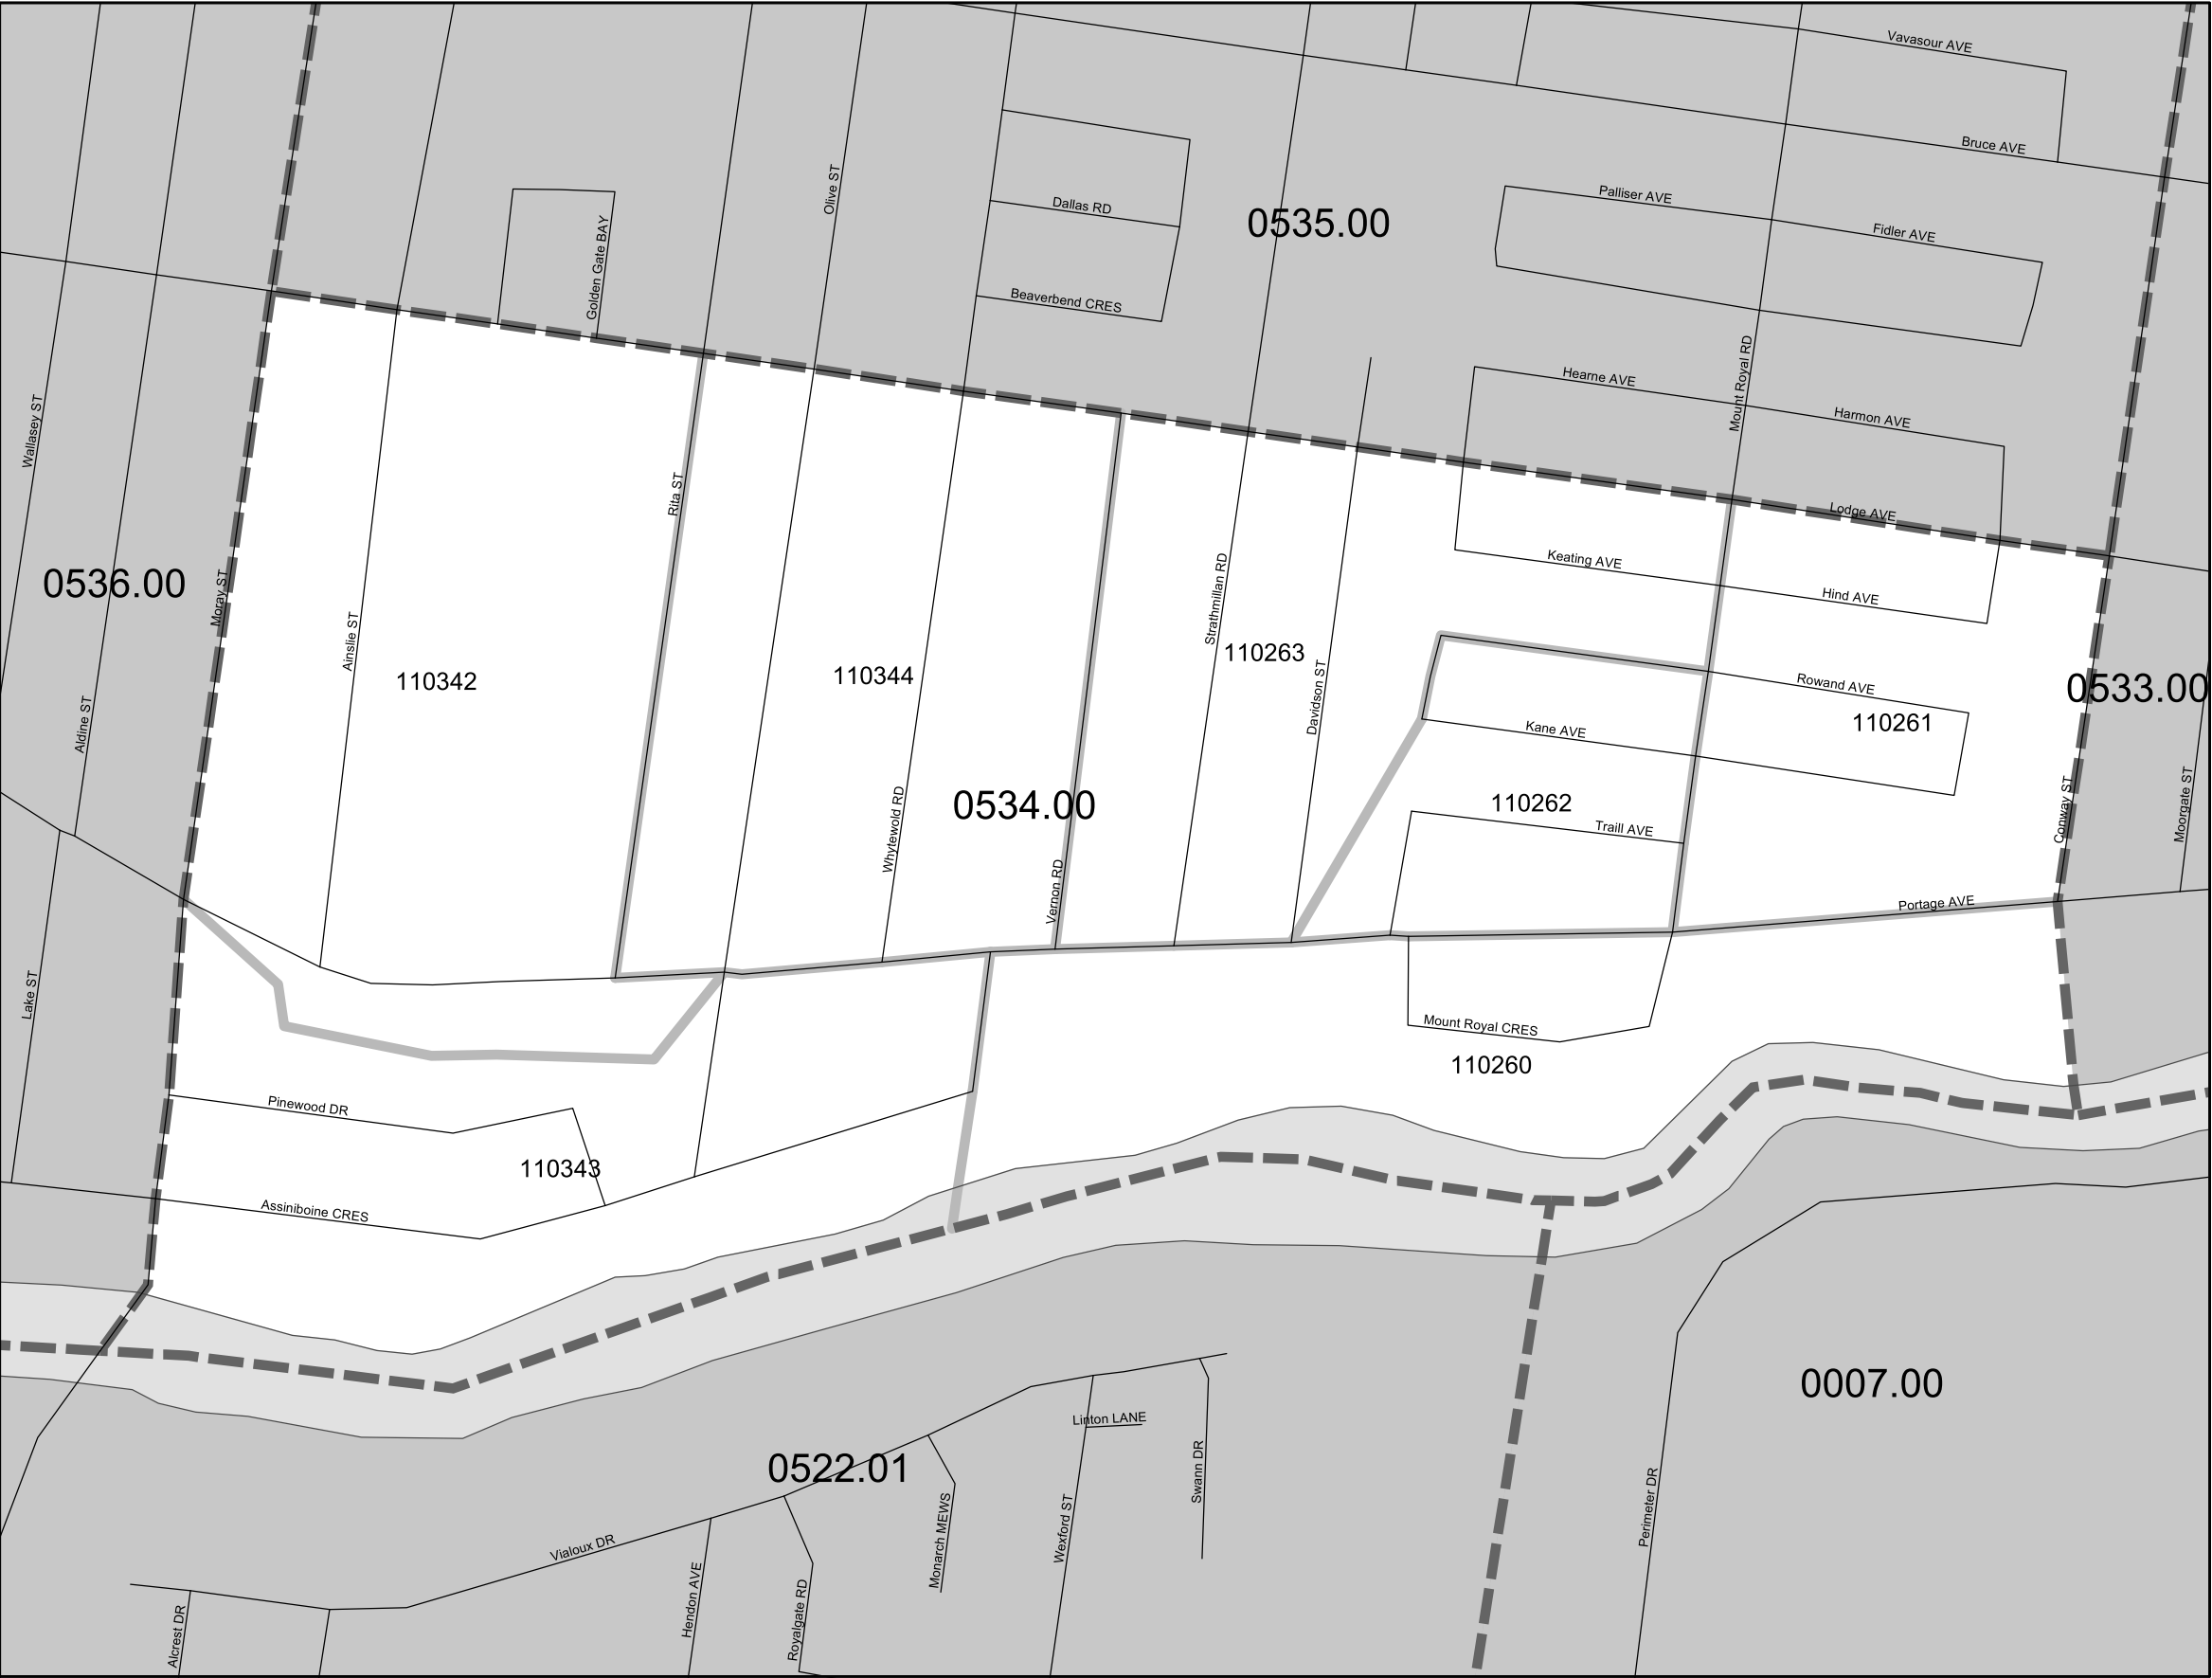 Vavasour AVE
Bruce AVE
Olive ST
Palliser AVE
Dallas RD
0535.00
Fidler AVE
Golden Gate BAY
Beaverbend CRES
Mount Royal RD
Hearne AVE
Harmon AVE
Wallasey ST
Rita ST
Lodge AVE
Keating AVE
0536.00
Moray ST
Hind AVE
Strathmillan RD
Ainslie ST
110263
110344
110342
Davidson ST
Rowand AVE
0533.00
110261
Aldine ST
Kane AVE
0534.00
110262
Whytewold RD
Conway ST
Moorgate ST
Traill AVE
Vernon RD
Portage AVE
Lake ST
Mount Royal CRES
110260
Pinewood DR
110343
Assiniboine CRES
0007.00
Linton LANE
0522.01
Swann DR
Perimeter DR
Monarch MEWS
Wexford ST
Vialoux DR
Hendon AVE
Royalgate RD
Alcrest DR